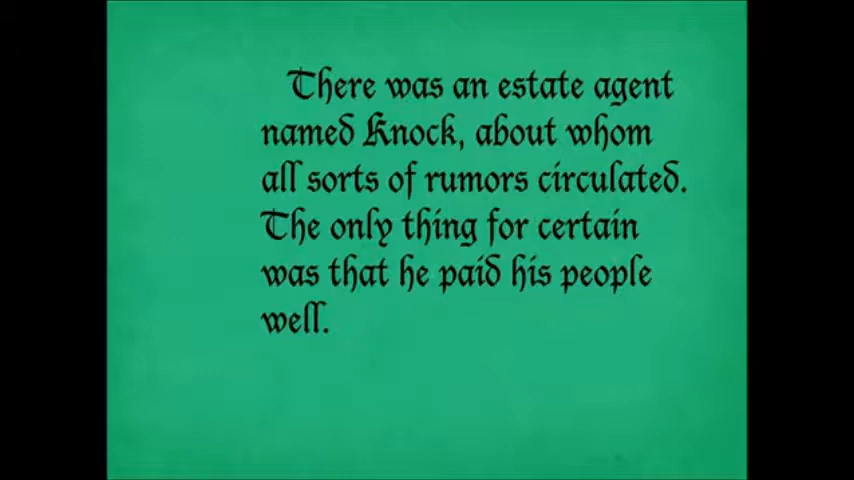 There was an estate agent
named Knock, about whom
all sorts of rumors circulated.
The only thing for certain
was that he paid his people
well.